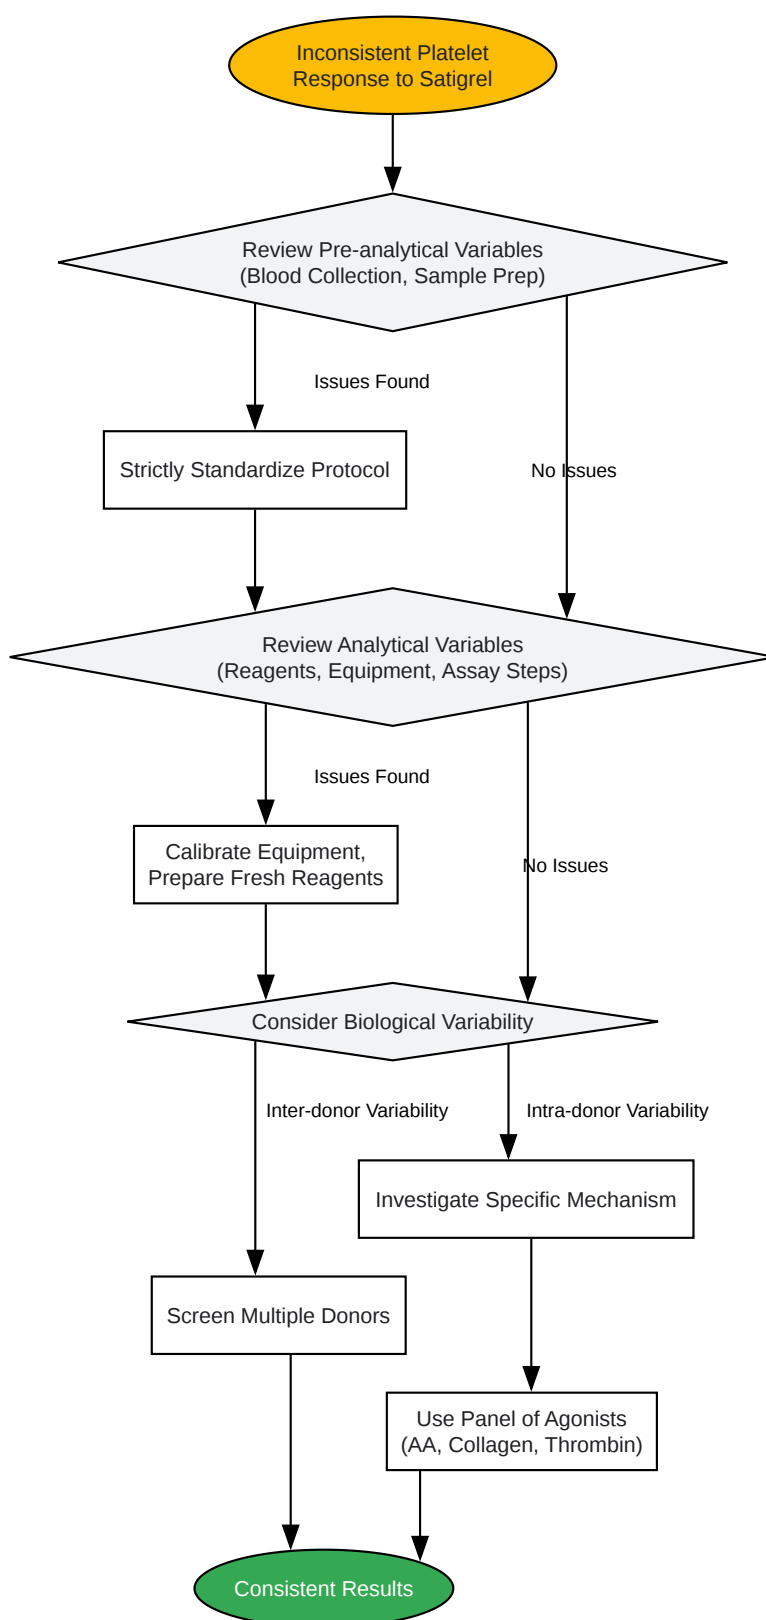 Inconsistent Platelet
Response to Satigrel
Review Pre-analytical Variables
(Blood Collection, Sample Prep)
Issues Found
Strictly Standardize Protocol
No Issues
Review Analytical Variables
(Reagents, Equipment, Assay Steps)
Issues Found
Calibrate Equipment,
Prepare Fresh Reagents
No Issues
Consider Biological Variability
Inter-donor Variability
Intra-donor Variability
Investigate Specific Mechanism
Screen Multiple Donors
Use Panel of Agonists
(AA, Collagen, Thrombin)
Consistent Results